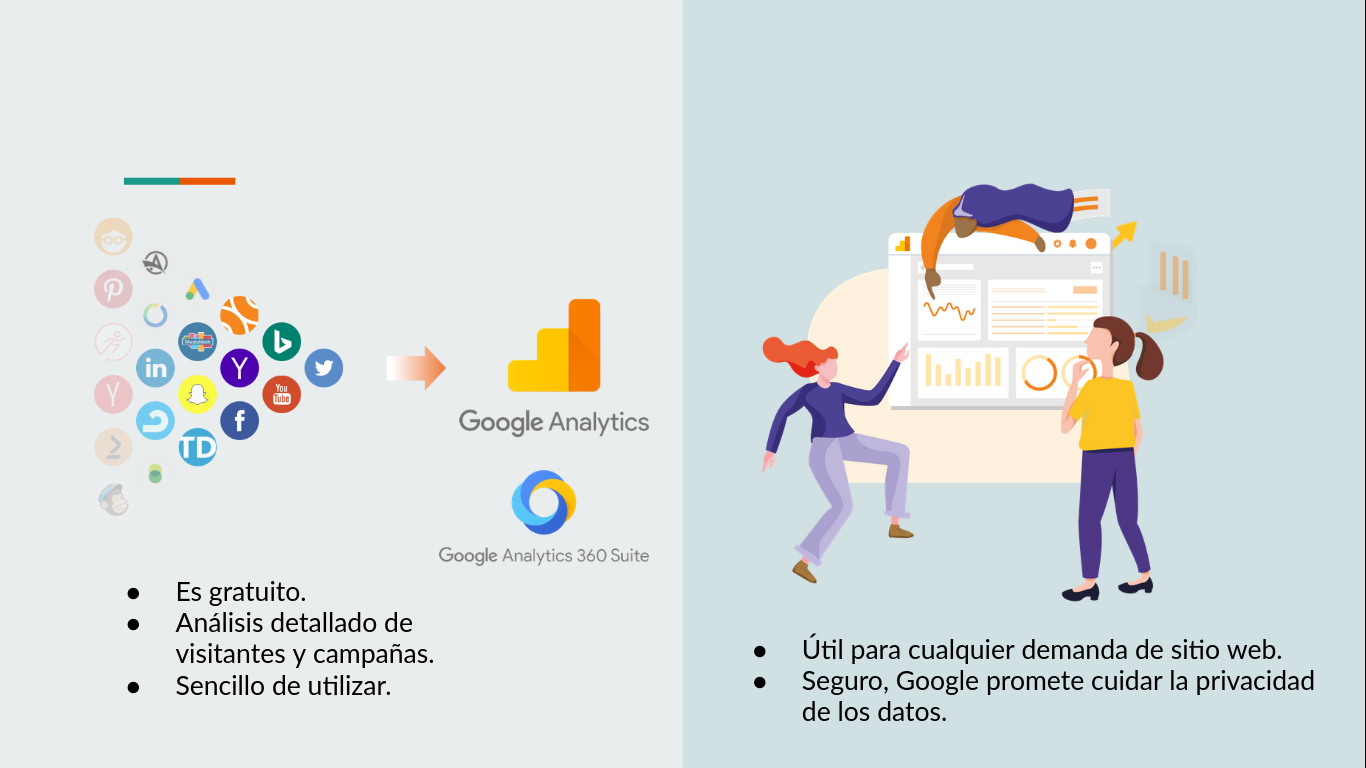 MediaMath
in
Y
You
Tube
f
TD
Google Analytics
Google Analytics 360 Suite
● Es gratuito.
● Análisis detallado de
visitantes y campañas.
● Sencillo de utilizar.
● Útil para cualquier demanda de sitio web.
● Seguro, Google promete cuidar la privacidad
de los datos.